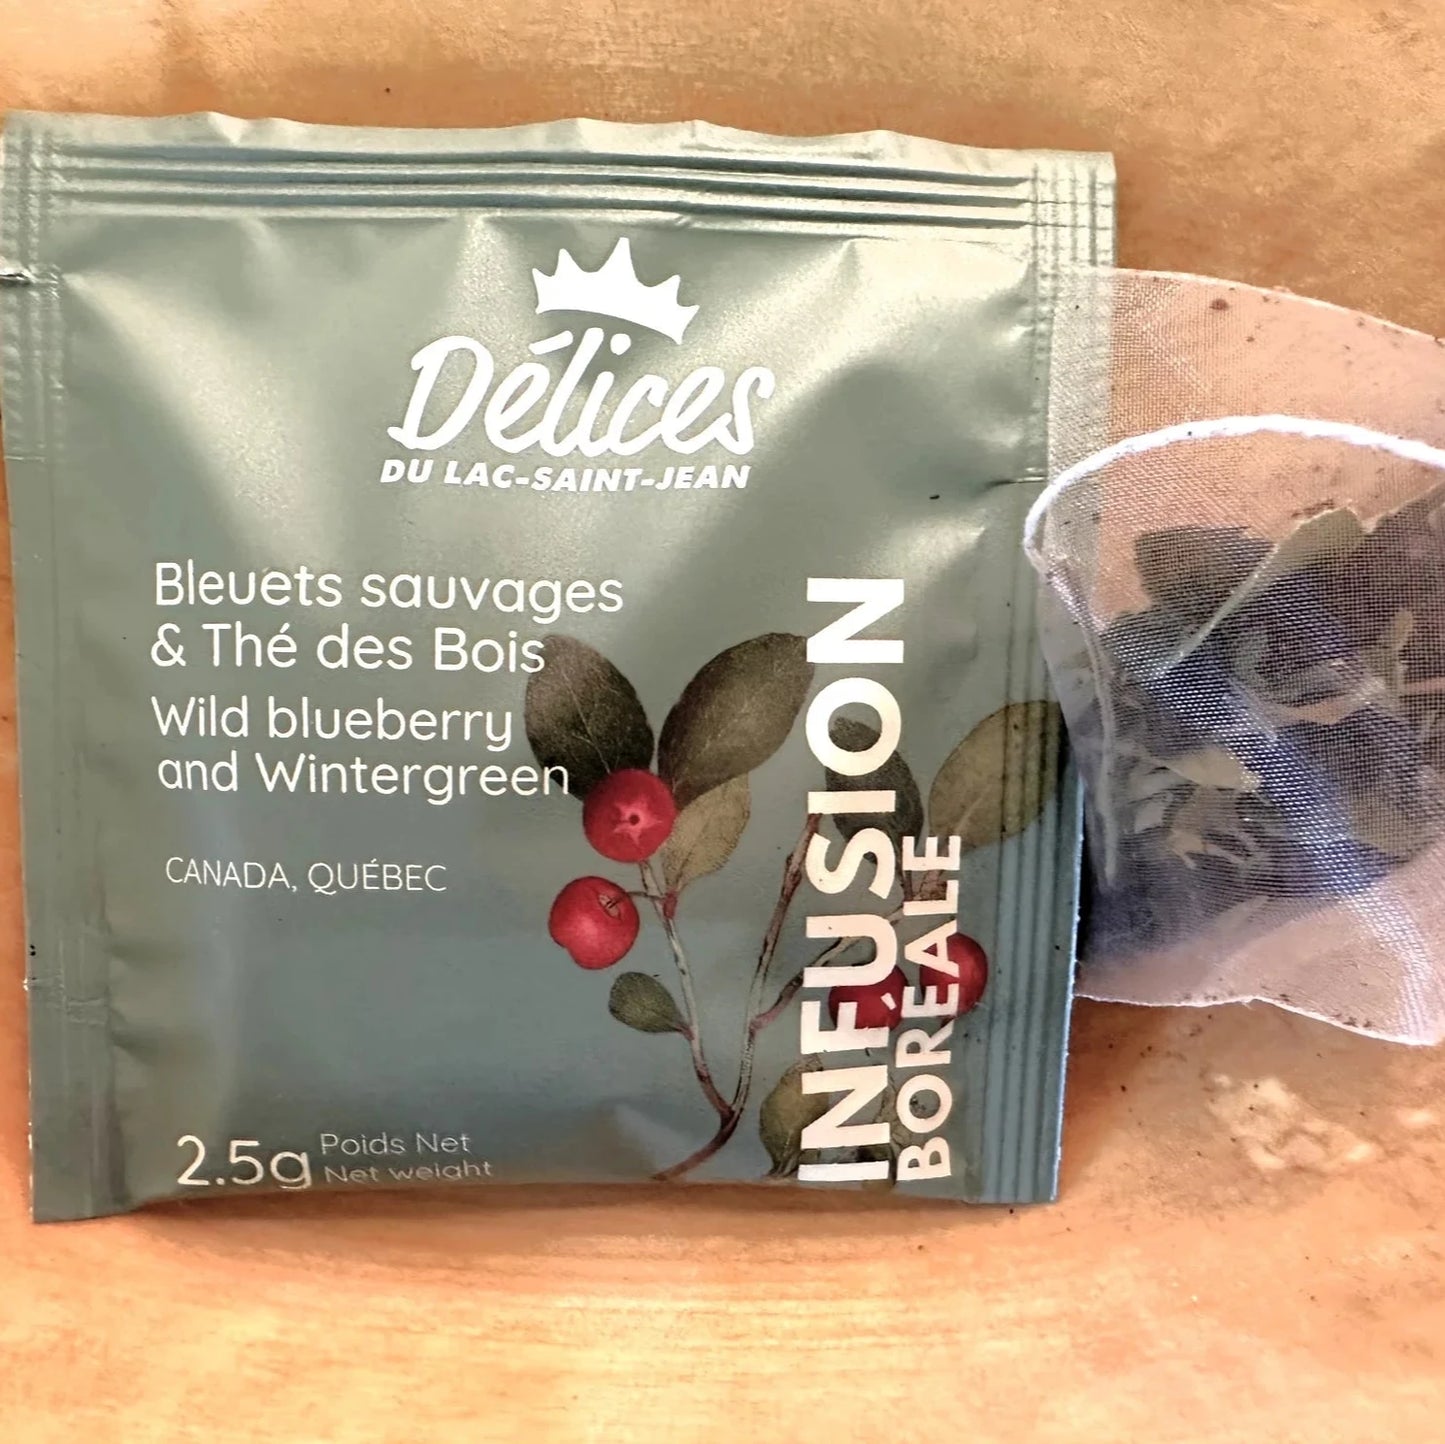 Délices
DU LAC-SAINT-JEAN
Bleuets sauvages
& Thé des Bois
Wild blueberry
and Wintergreen
CANADA, QUÉBEC
2.5g Poids Net
Net weight
INFUSION
BORÉALE